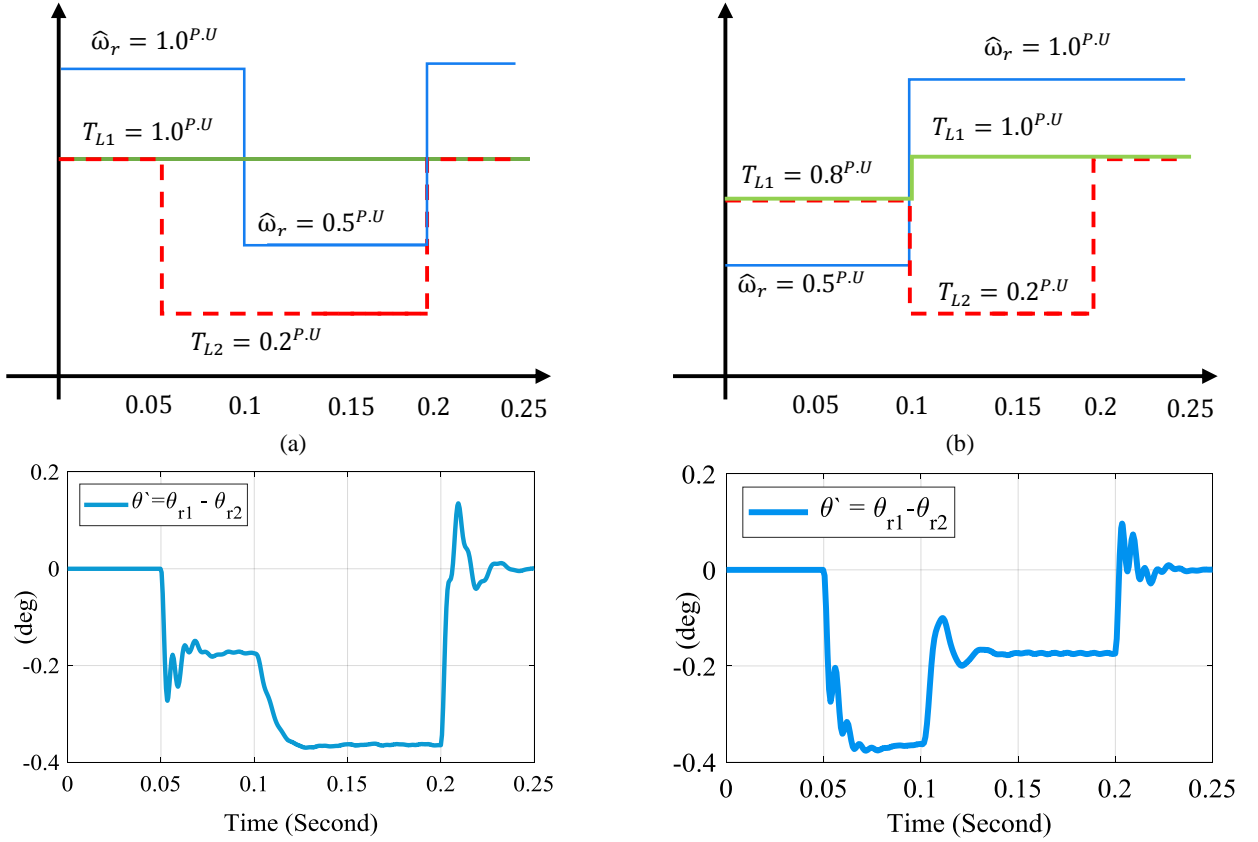 ω̂r = 1.0P.U
TL1 = 1.0P.U
ω̂r = 0.5P.U
TL2 = 0.2P.U
0.05 0.1 0.15 0.2 0.25
(a)
ω̂r = 1.0P.U
TL1 = 1.0P.U
TL1 = 0.8P.U
ω̂r = 0.5P.U
TL2 = 0.2P.U
0.05 0.1 0.15 0.2 0.25
(b)
0.2
θ`=θr1 - θr2
0
(deg)
-0.2
-0.4
0 0.05 0.1 0.15 0.2 0.25
Time (Second)
0.2
θ` = θr1-θr2
0
(deg)
-0.2
-0.4
0 0.05 0.1 0.15 0.2 0.25
Time (Second)